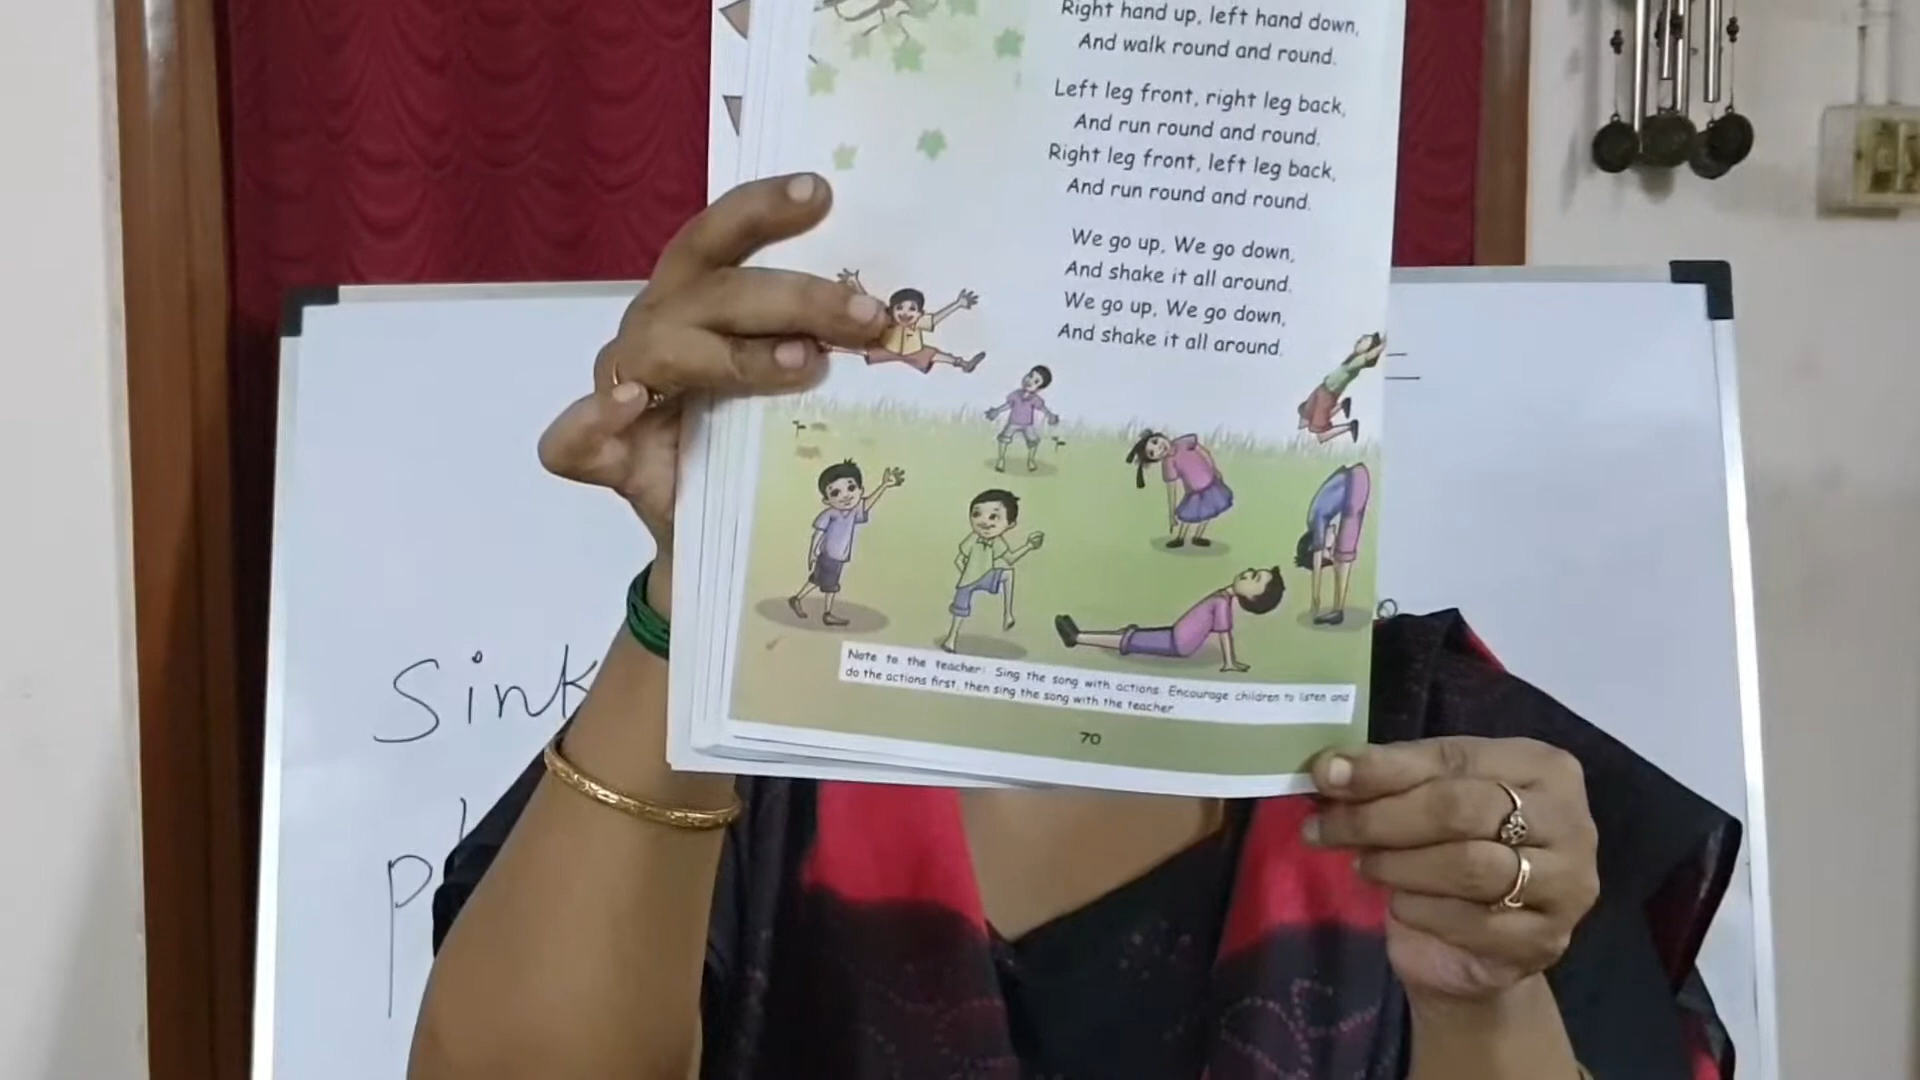 Right hand up, left hand down,
And walk round and round.
Left leg front, right leg back,
And run round and round.
Right leg front, left leg back,
And run round and round.
We go up, We go down,
And shake it all around.
We go up, We go down,
And shake it all around.
Note to the teacher: Sing the song with actions. Encourage children to listen and
do the actions first, then sing the song with the teacher.
70
Sink